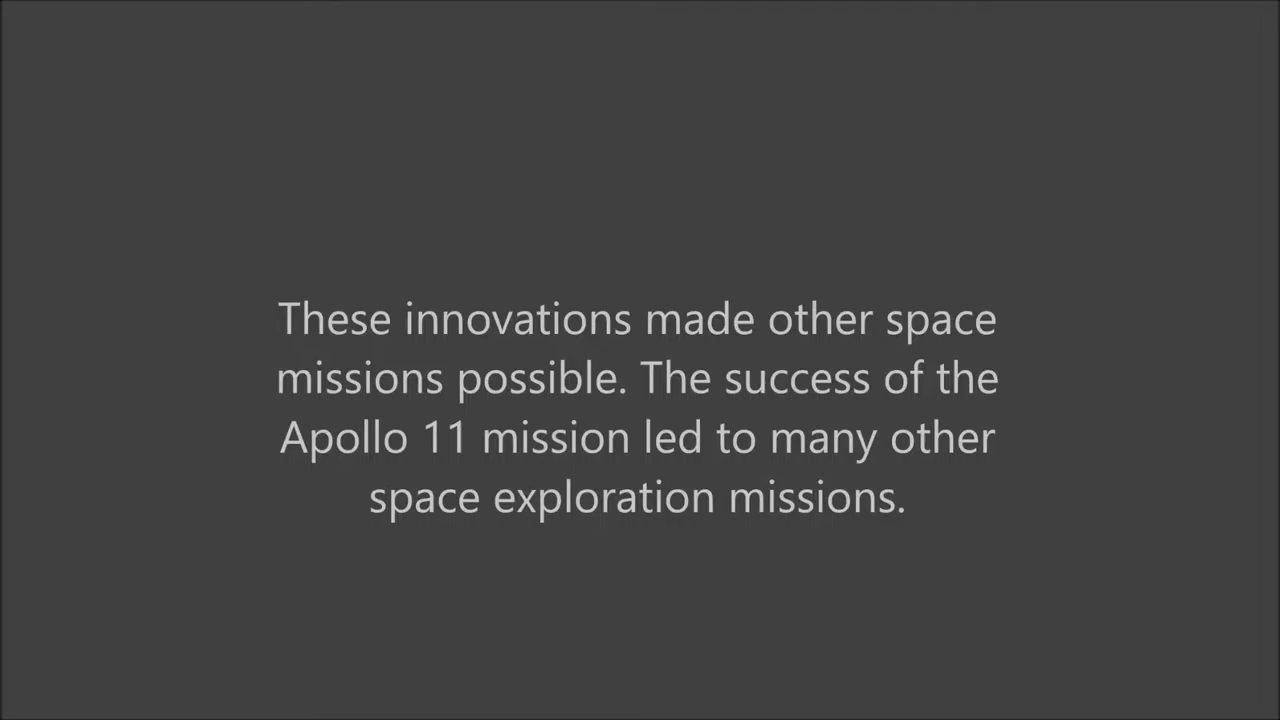 These innovations made other space
missions possible. The success of the
Apollo 11 mission led to many other
space exploration missions.